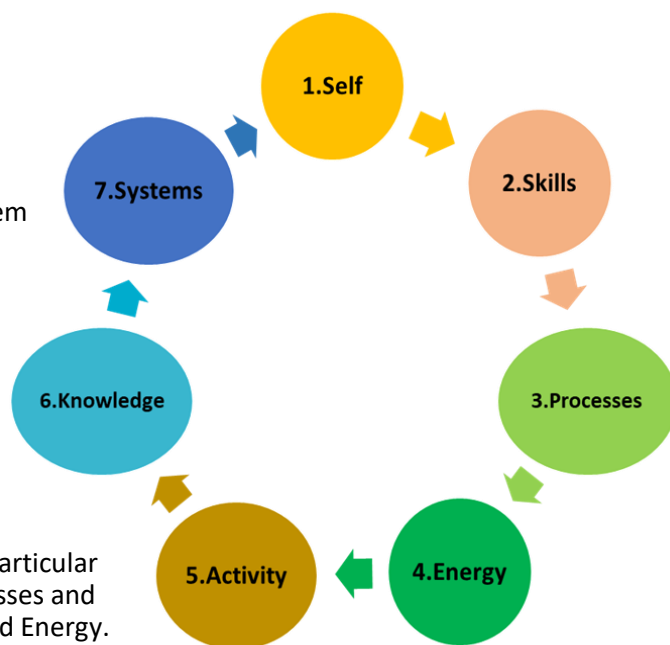 1.Self
2.Skills
7.Systems
em
6.Knowledge
3.Processes
articular
sses and
d Energy.
5.Activity
4.Energy